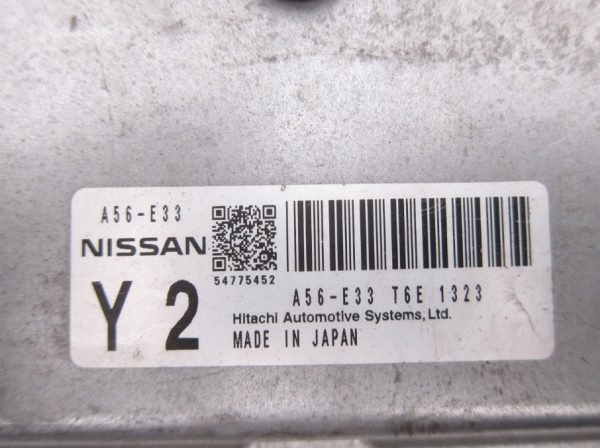 A56-E33
NISSAN
Y 2
54775452
A56-E33 T6E 1323
Hitachi Automotive Systems, Ltd.
MADE IN JAPAN